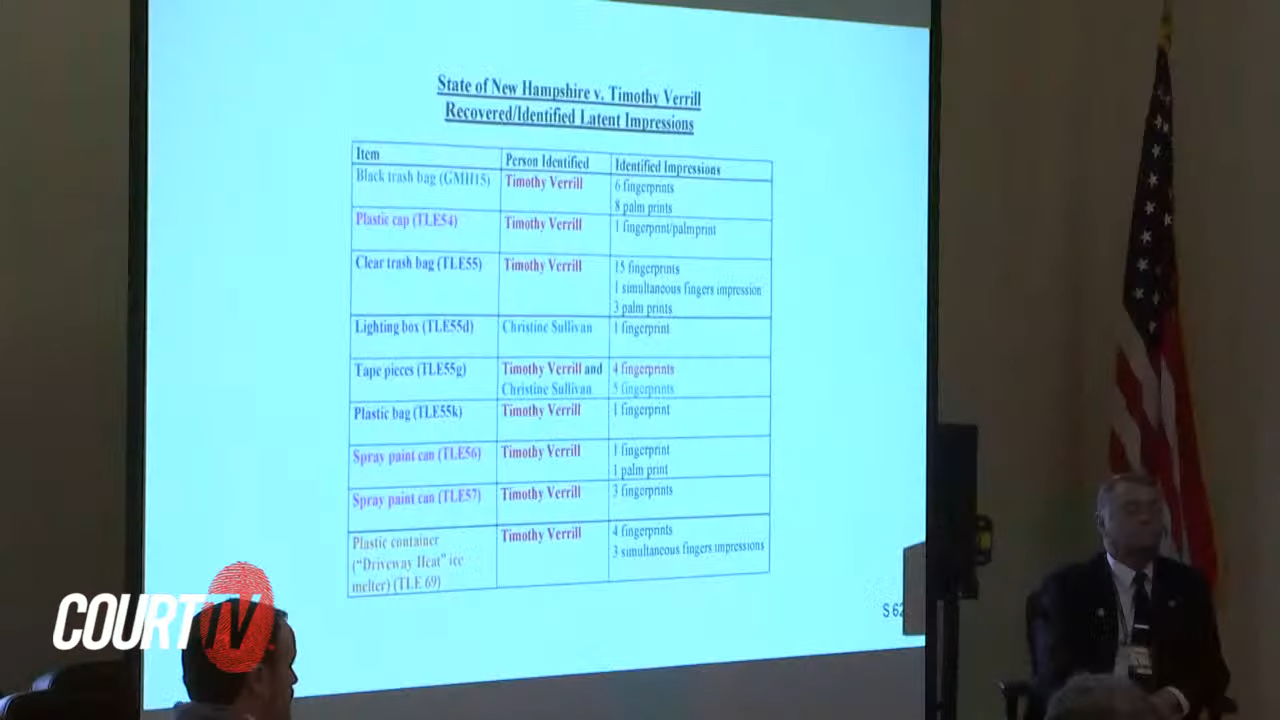 State of New Hampshire v. Timothy Verrill
Recovered/Identified Latent Impressions
Item Person Identified Identified Impressions
Black trash bag (GMH15) Timothy Verrill 6 fingerprints
8 palm prints
Plastic cap (TLE54) Timothy Verrill 1 fingerprint/palmprint
Clear trash bag (TLE55) Timothy Verrill 15 fingerprints
1 simultaneous fingers impression
3 palm prints
Lighting box (TLE55d) Christine Sullivan 1 fingerprint
Tape pieces (TLE55g) Timothy Verrill and 4 fingerprints
Christine Sullivan 5 fingerprints
Plastic bag (TLE55k) Timothy Verrill 1 fingerprint
Spray paint can (TLE56) Timothy Verrill 1 fingerprint
1 palm print
Spray paint can (TLE57) Timothy Verrill 3 fingerprints
Plastic container Timothy Verrill 4 fingerprints
("Driveway Heat" ice 3 simultaneous fingers impressions
melter) (TLE 69)
S 62
COURT TV